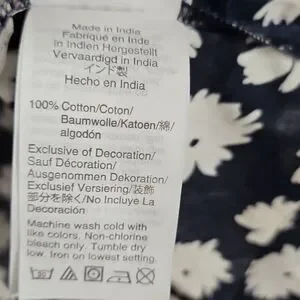 Made in India
Fabriqué en Inde
in Indien Hergestellt
Vervaardigd in India
インド製
Hecho en India
100% Cotton/Coton/
Baumwolle/Katoen/綿/
algodón
Exclusive of Decoration/
Sauf Décoration/
Ausgenommen Dekoration/
Exclusief Versiering/装飾
部分を除く/No Incluye La
Decoración
Machine wash cold with
like colors. Non-chlorine
bleach only. Tumble dry
low. Iron on lowest setting.